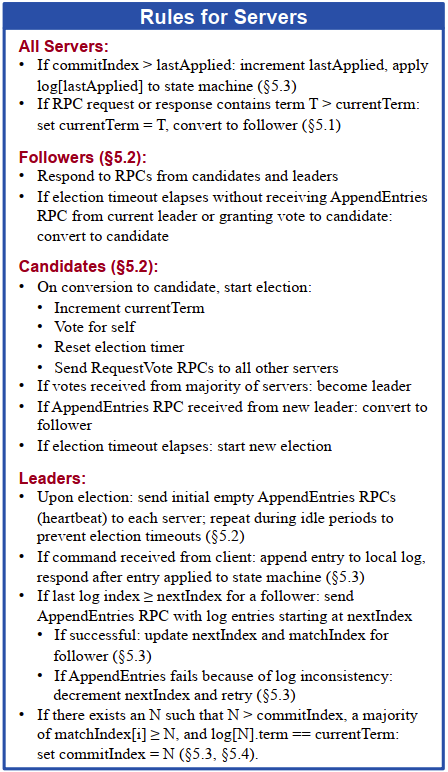 Rules for Servers
All Servers:
• If commitIndex > lastApplied: increment lastApplied, apply
log[lastApplied] to state machine (§5.3)
• If RPC request or response contains term T > currentTerm:
set currentTerm = T, convert to follower (§5.1)
Followers (§5.2):
• Respond to RPCs from candidates and leaders
• If election timeout elapses without receiving AppendEntries
RPC from current leader or granting vote to candidate:
convert to candidate
Candidates (§5.2):
• On conversion to candidate, start election:
• Increment currentTerm
• Vote for self
• Reset election timer
• Send RequestVote RPCs to all other servers
• If votes received from majority of servers: become leader
• If AppendEntries RPC received from new leader: convert to
follower
• If election timeout elapses: start new election
Leaders:
• Upon election: send initial empty AppendEntries RPCs
(heartbeat) to each server; repeat during idle periods to
prevent election timeouts (§5.2)
• If command received from client: append entry to local log,
respond after entry applied to state machine (§5.3)
• If last log index ≥ nextIndex for a follower: send
AppendEntries RPC with log entries starting at nextIndex
• If successful: update nextIndex and matchIndex for
follower (§5.3)
• If AppendEntries fails because of log inconsistency:
decrement nextIndex and retry (§5.3)
• If there exists an N such that N > commitIndex, a majority
of matchIndex[i] ≥ N, and log[N].term == currentTerm:
set commitIndex = N (§5.3, §5.4).